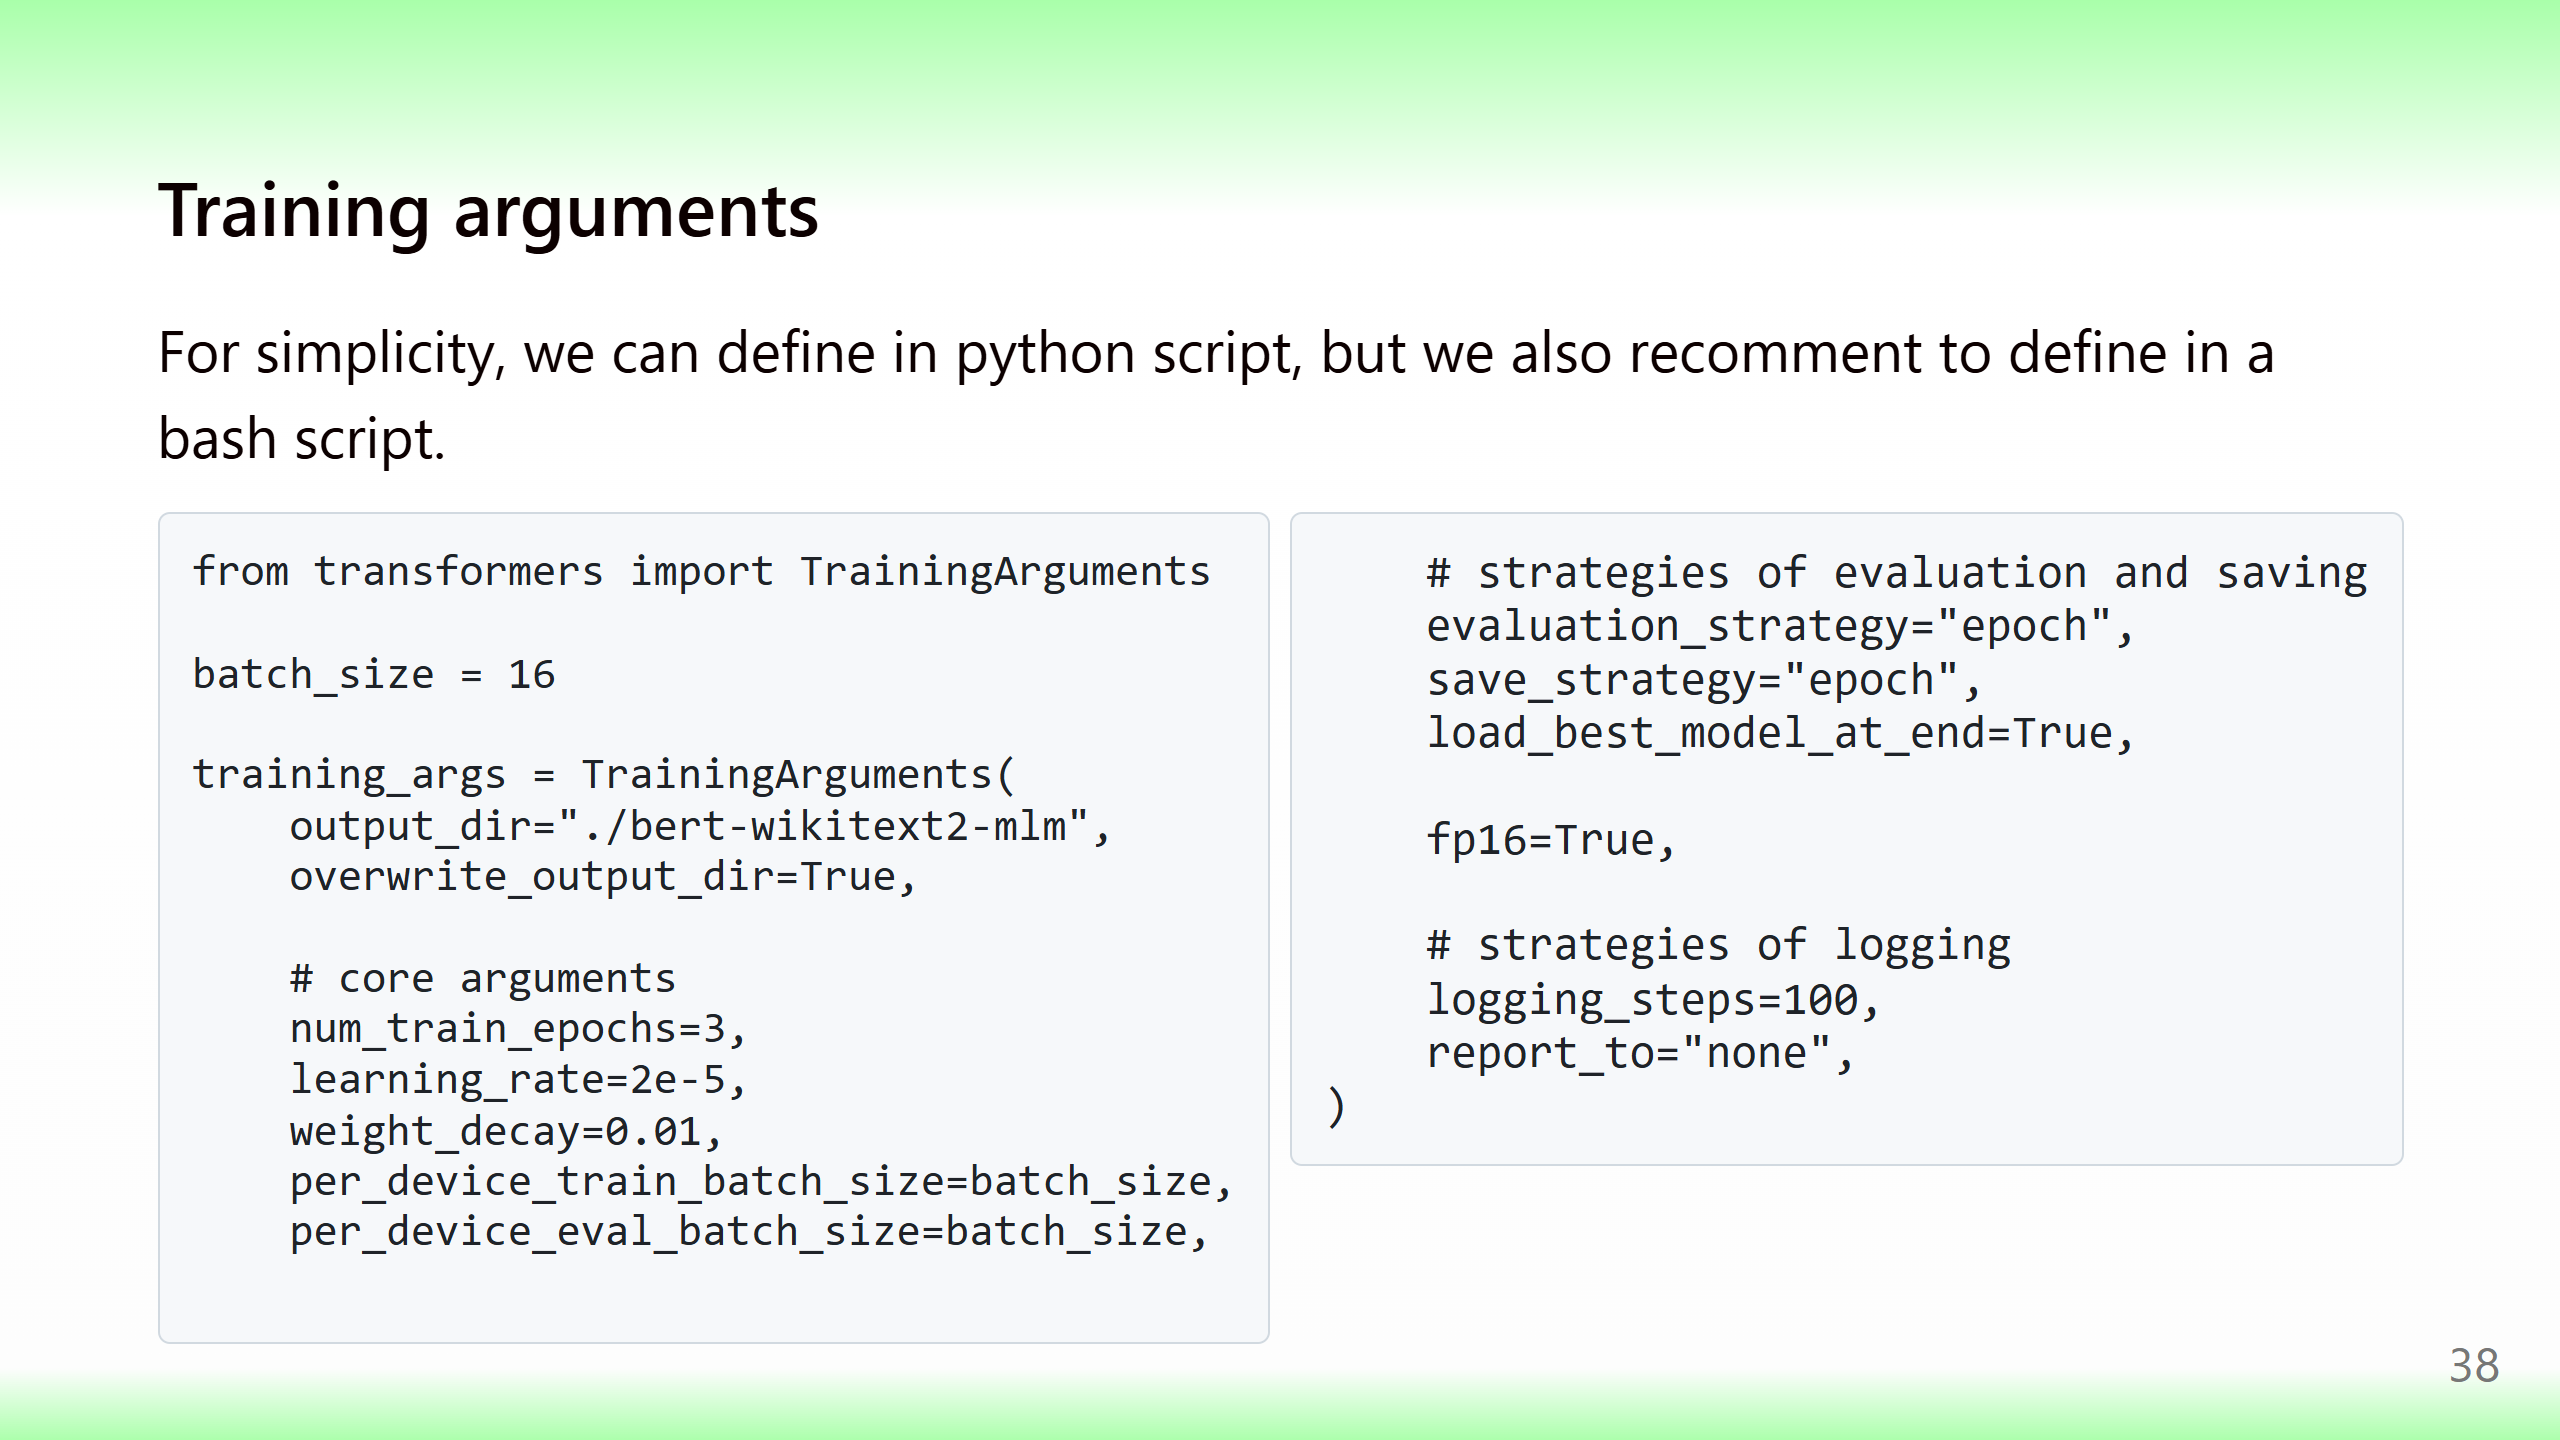 Training arguments
For simplicity, we can define in python script, but we also recomment to define in a
bash script.
from transformers import TrainingArguments
batch_size = 16
training_args = TrainingArguments(
    output_dir="./bert-wikitext2-mlm",
    overwrite_output_dir=True,
    # core arguments
    num_train_epochs=3,
    learning_rate=2e-5,
    weight_decay=0.01,
    per_device_train_batch_size=batch_size,
    per_device_eval_batch_size=batch_size,
    # strategies of evaluation and saving
    evaluation_strategy="epoch",
    save_strategy="epoch",
    load_best_model_at_end=True,
    fp16=True,
    # strategies of logging
    logging_steps=100,
    report_to="none",
)
38